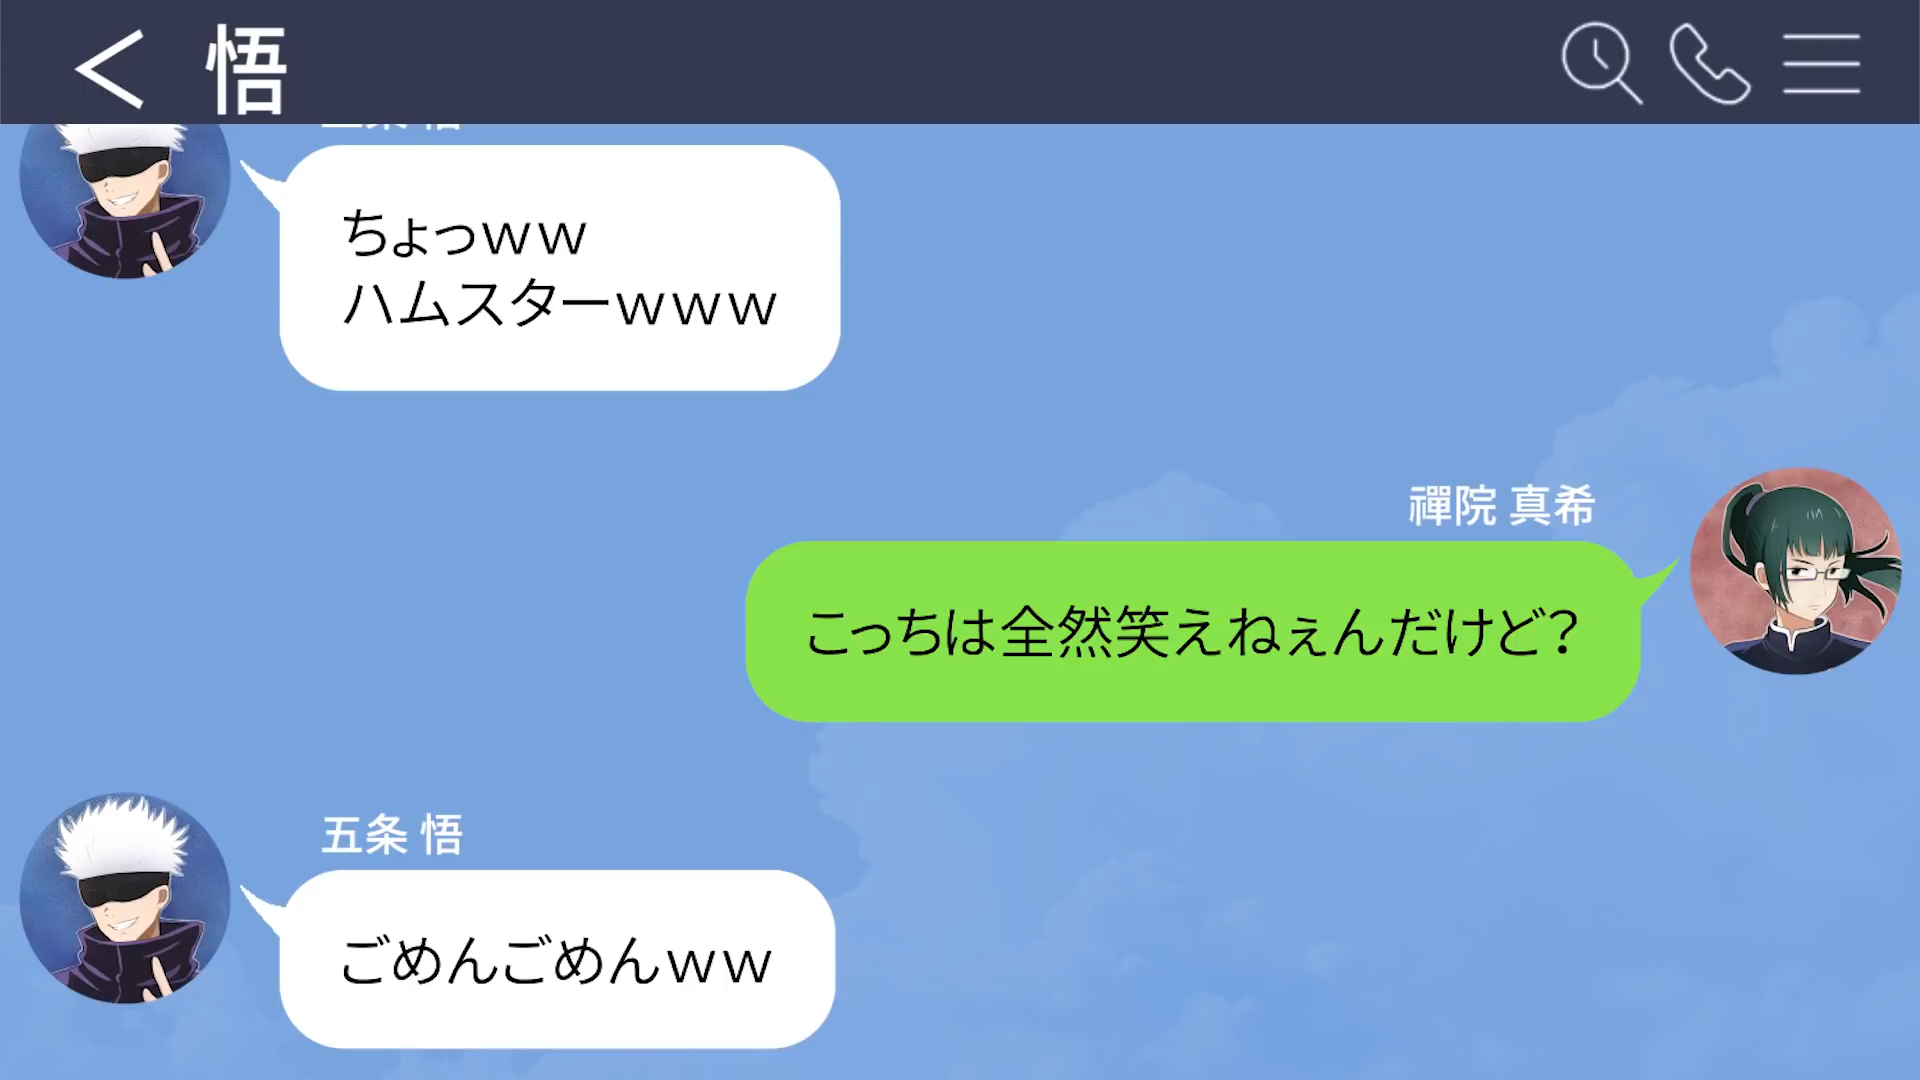 悟
ちょっｗｗ
ハムスターｗｗｗ
禪院 真希
こっちは全然笑えねぇんだけど？
五条 悟
ごめんごめんｗｗ